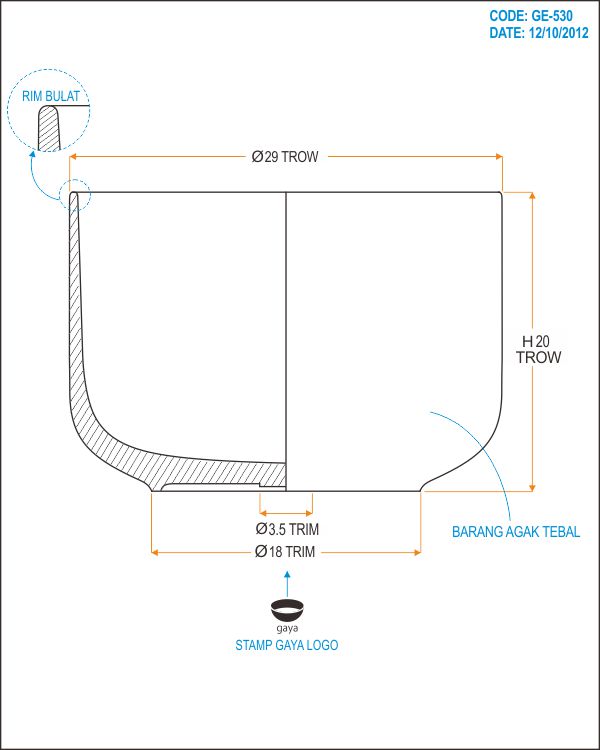 CODE: GE-530
DATE: 12/10/2012
RIM BULAT
Ø29 TROW
H 20
TROW
Ø3.5 TRIM
Ø18 TRIM
BARANG AGAK TEBAL
gaya
STAMP GAYA LOGO